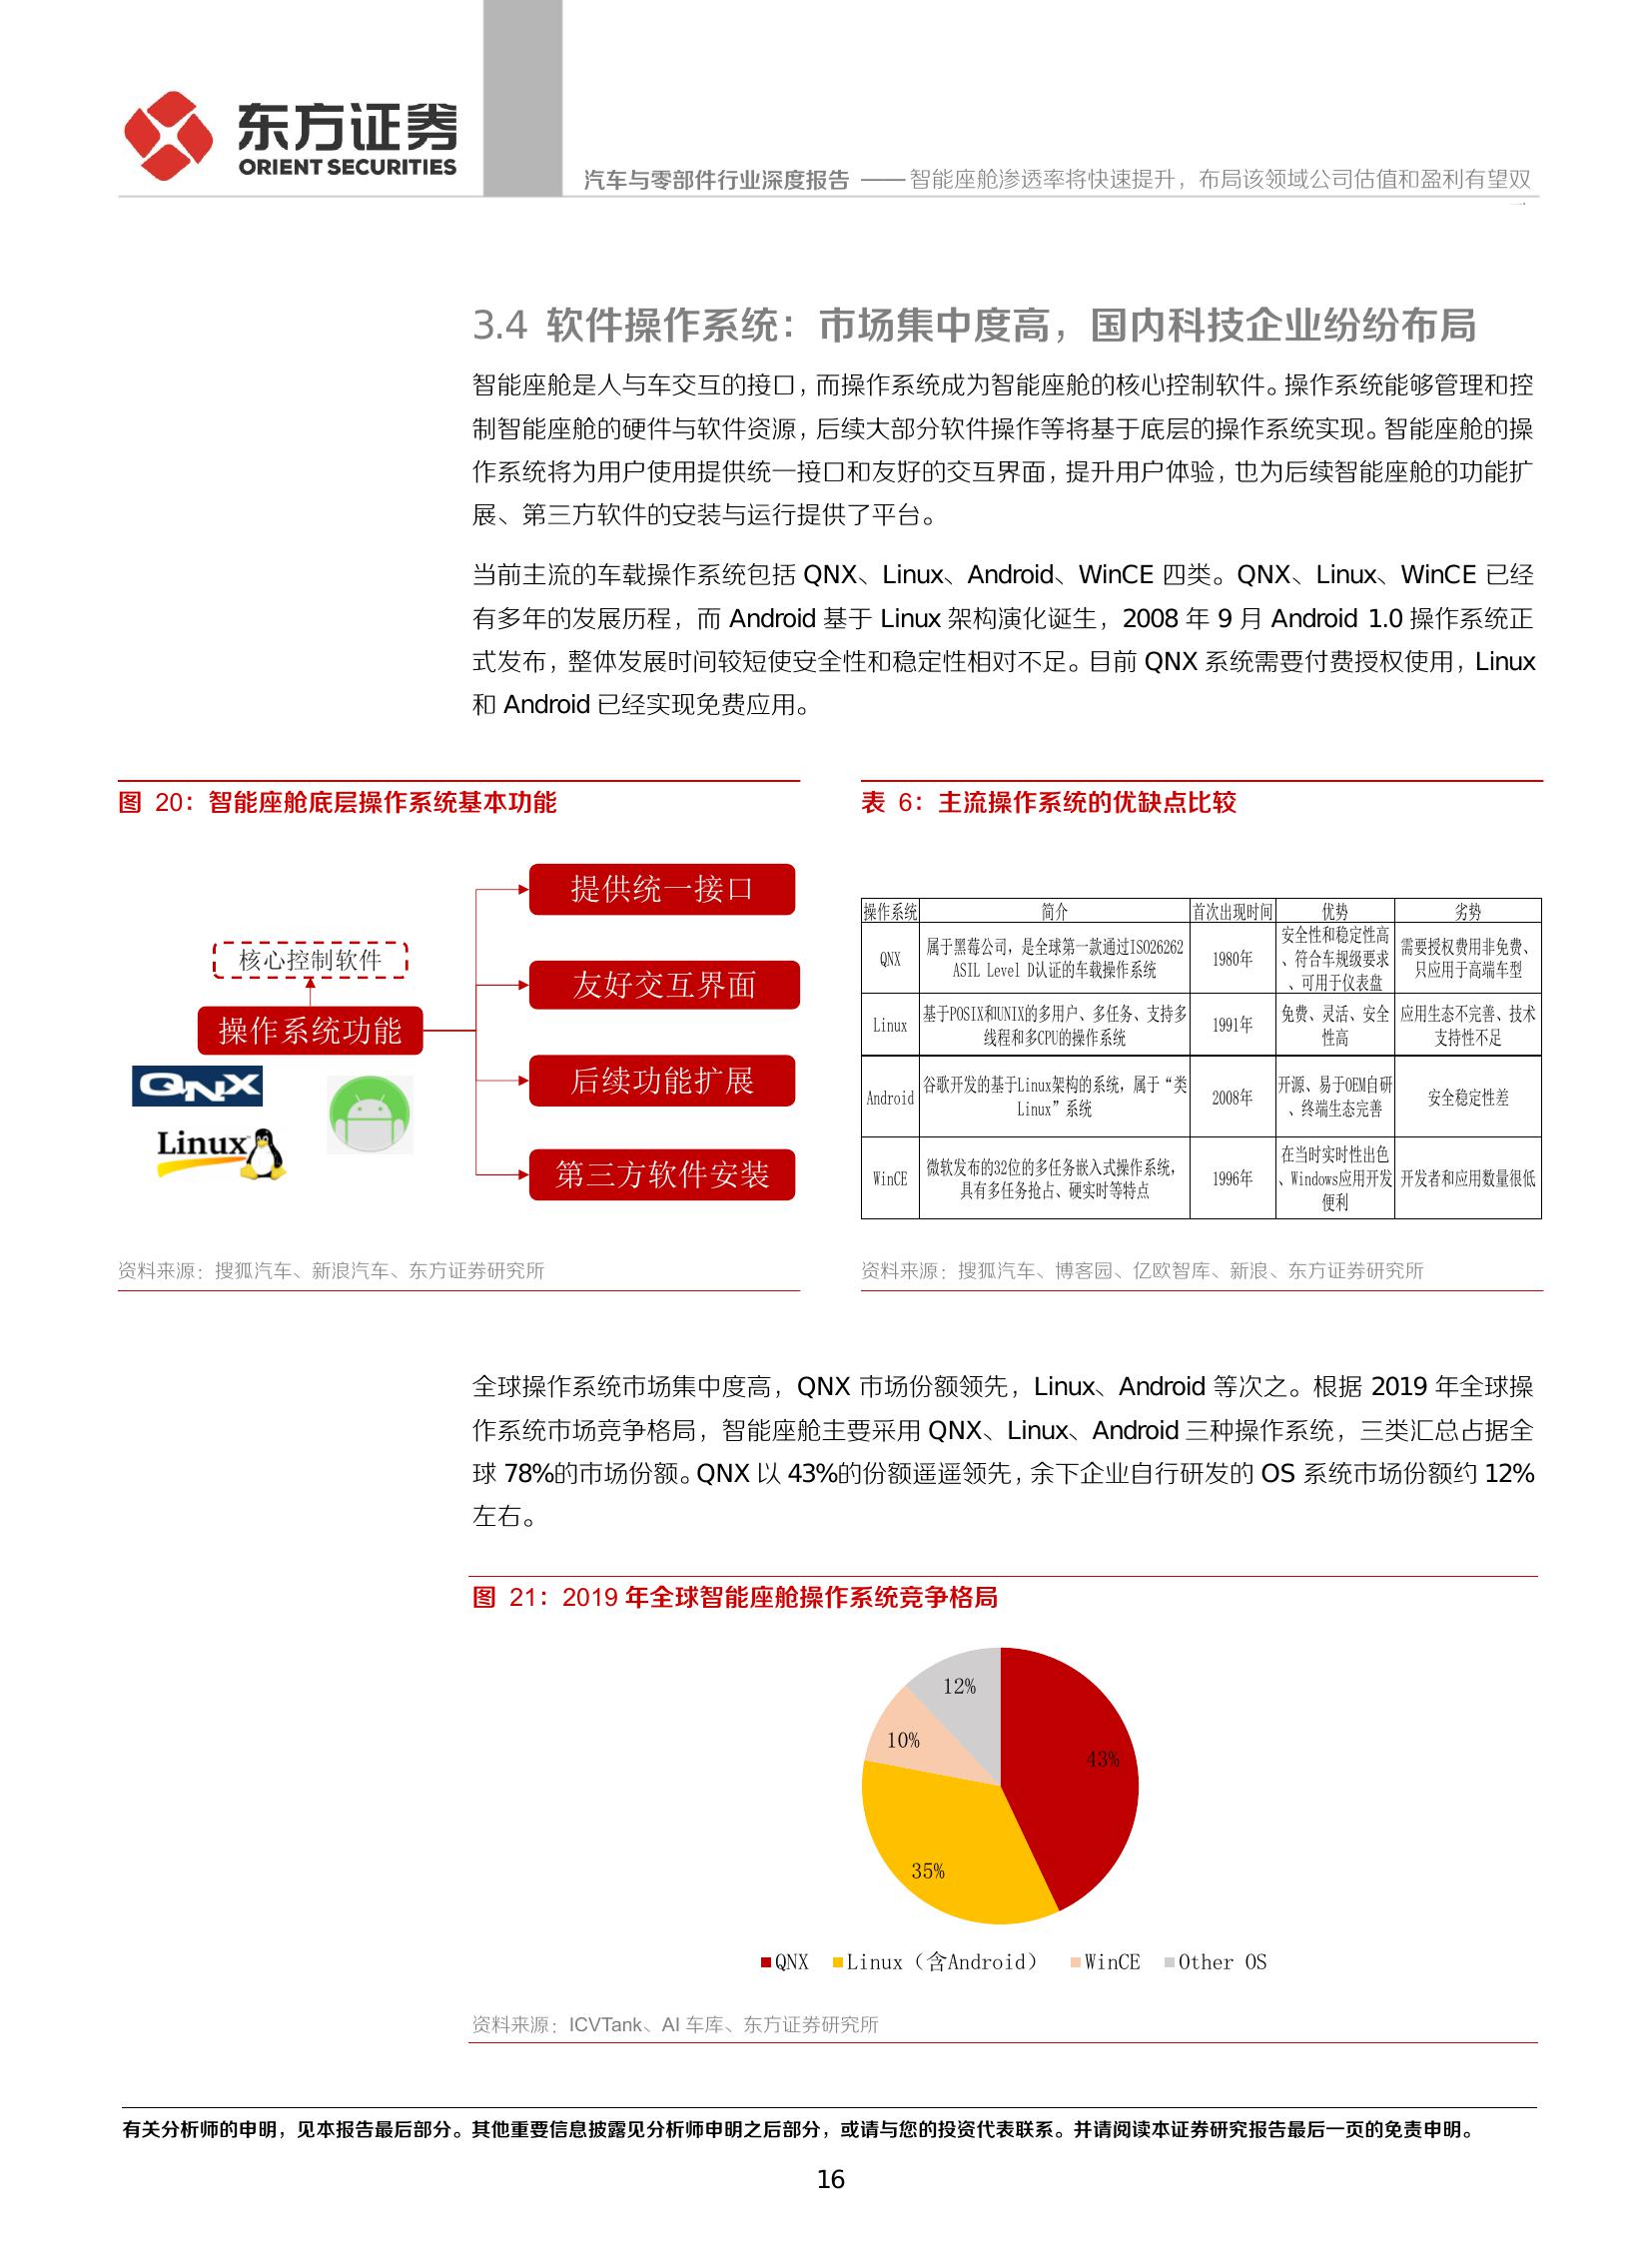 东方证券
ORIENT SECURITIES
汽车与零部件行业深度报告 —— 智能座舱渗透率将快速提升，布局该领域公司估值和盈利有望双
3.4 软件操作系统：市场集中度高，国内科技企业纷纷布局
智能座舱是人与车交互的接口，而操作系统成为智能座舱的核心控制软件。操作系统能够管理和控
制智能座舱的硬件与软件资源，后续大部分软件操作等将基于底层的操作系统实现。智能座舱的操
作系统将为用户使用提供统一接口和友好的交互界面，提升用户体验，也为后续智能座舱的功能扩
展、第三方软件的安装与运行提供了平台。
当前主流的车载操作系统包括 QNX、Linux、Android、WinCE 四类。QNX、Linux、WinCE 已经
有多年的发展历程，而 Android 基于 Linux 架构演化诞生，2008 年 9 月 Android 1.0 操作系统正
式发布，整体发展时间较短使安全性和稳定性相对不足。目前 QNX 系统需要付费授权使用，Linux
和 Android 已经实现免费应用。
图 20：智能座舱底层操作系统基本功能
核心控制软件
操作系统功能
QNX
Linux
提供统一接口
友好交互界面
后续功能扩展
第三方软件安装
资料来源：搜狐汽车、新浪汽车、东方证券研究所
表 6：主流操作系统的优缺点比较
操作系统 简介 首次出现时间 优势 劣势
QNX 属于黑莓公司，是全球第一款通过ISO26262 ASIL Level D认证的车载操作系统 1980年 安全性和稳定性高、符合车规级要求、可用于仪表盘 需要授权费用非免费、只应用于高端车型
Linux 基于POSIX和UNIX的多用户、多任务、支持多线程和多CPU的操作系统 1991年 免费、灵活、安全性高 应用生态不完善、技术支持性不足
Android 谷歌开发的基于Linux架构的系统，属于“类Linux”系统 2008年 开源、易于OEM自研、终端生态完善 安全稳定性差
WinCE 微软发布的32位的多任务嵌入式操作系统，具有多任务抢占、硬实时等特点 1996年 在当时实时性出色、Windows应用开发便利 开发者和应用数量很低
资料来源：搜狐汽车、博客园、亿欧智库、新浪、东方证券研究所
全球操作系统市场集中度高，QNX 市场份额领先，Linux、Android 等次之。根据 2019 年全球操
作系统市场竞争格局，智能座舱主要采用 QNX、Linux、Android 三种操作系统，三类汇总占据全
球 78%的市场份额。QNX 以 43%的份额遥遥领先，余下企业自行研发的 OS 系统市场份额约 12%
左右。
图 21：2019 年全球智能座舱操作系统竞争格局
12%
10%
43%
35%
QNX Linux（含Android） WinCE Other OS
资料来源：ICVTank、AI 车库、东方证券研究所
有关分析师的申明，见本报告最后部分。其他重要信息披露见分析师申明之后部分，或请与您的投资代表联系。并请阅读本证券研究报告最后一页的免责申明。
16